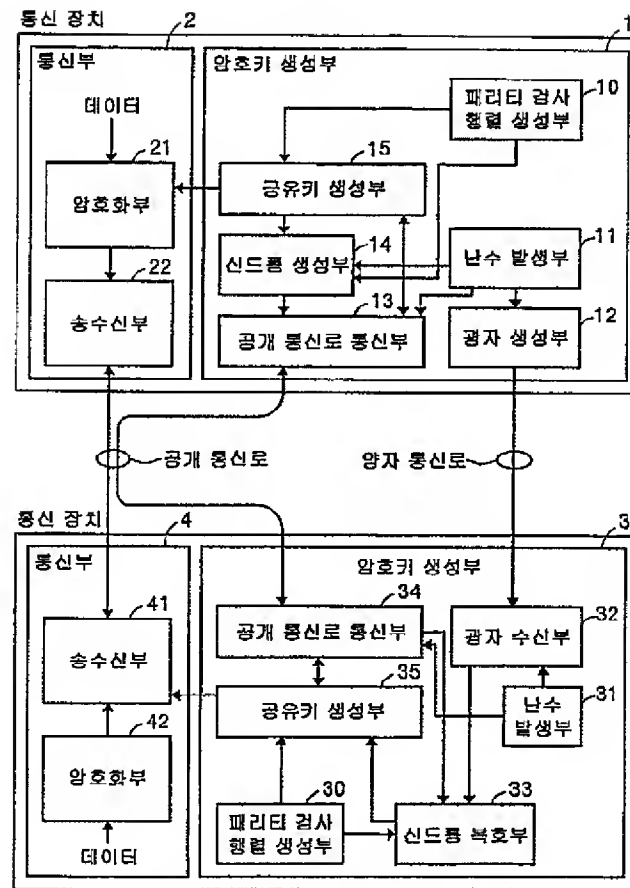 통신 장치
2
1
통신부
암호키 생성부
데이터
10
패리티 검사
행렬 생성부
21
암호화부
15
공유키 생성부
14
신드롬 생성부
11
난수 발생부
22
송수신부
13
공개 통신로 통신부
12
광자 생성부
공개 통신로
양자 통신로
통신 장치
4
3
통신부
암호키 생성부
41
송수신부
34
공개 통신로 통신부
32
광자 수신부
35
공유키 생성부
31
난수
발생부
42
암호화부
30
패리티 검사
행렬 생성부
33
신드롬 복호부
데이터